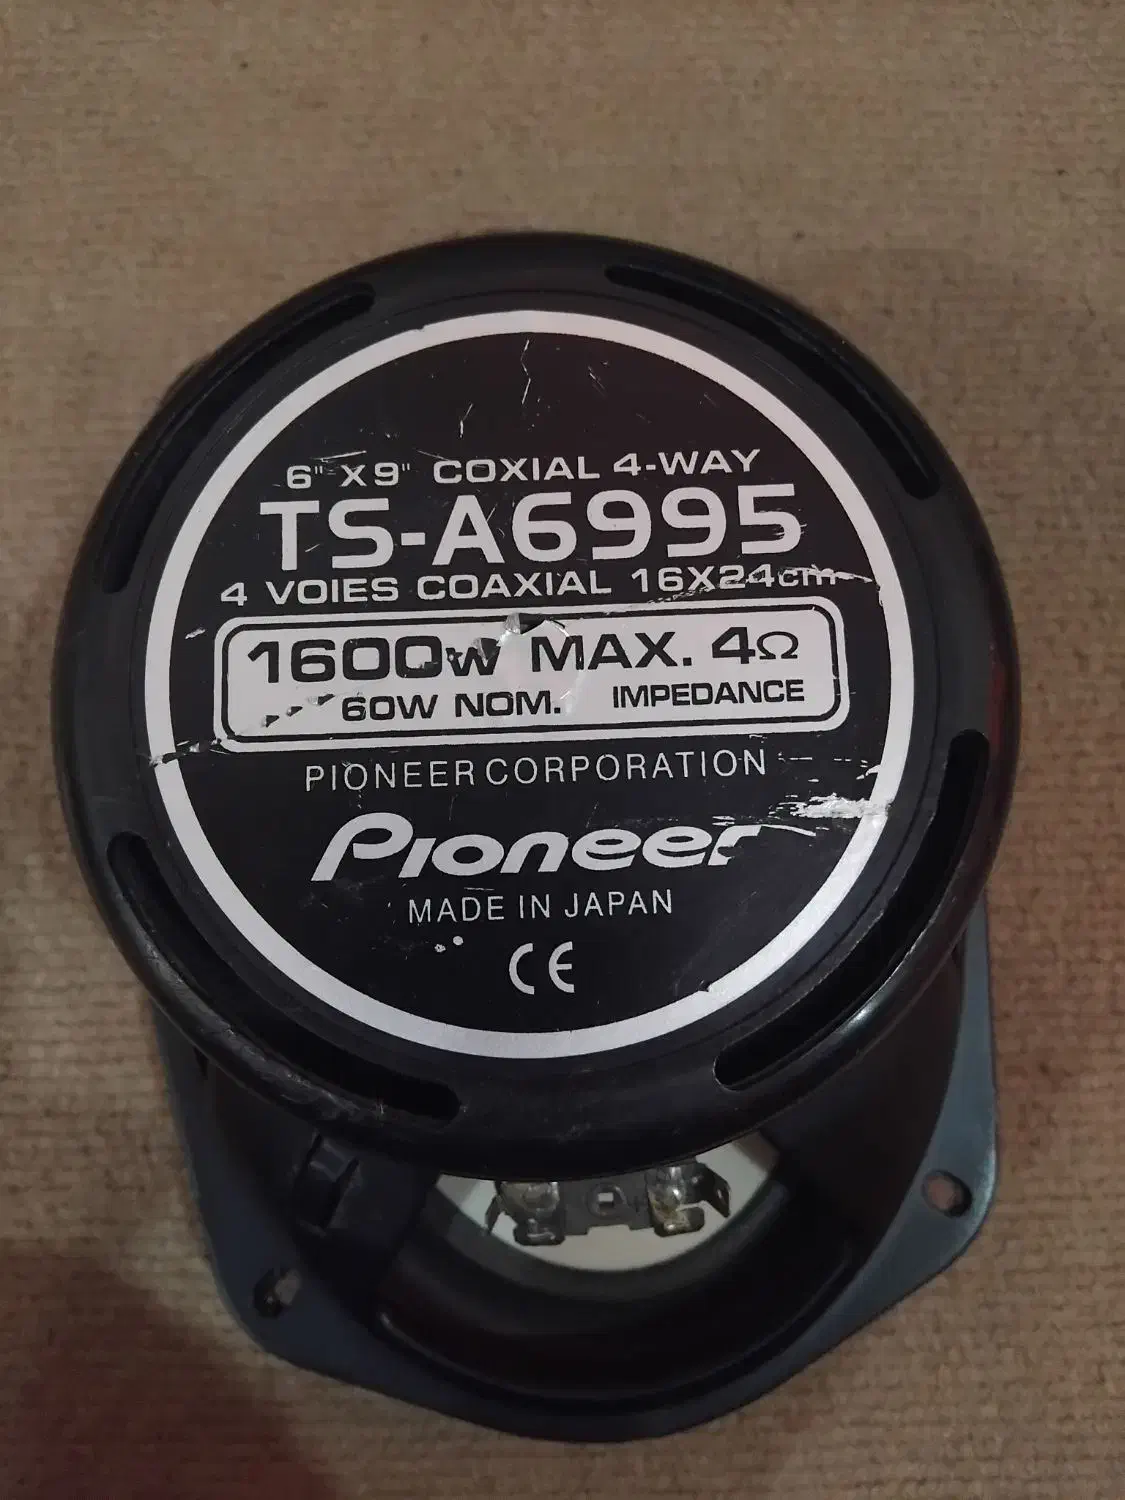 6" X9" COXIAL 4-WAY
TS-A6995
4 VOIES COAXIAL 16X24cm
1600w MAX. 4Ω
60W NOM. IMPEDANCE
PIONEER CORPORATION
Pioneer
MADE IN JAPAN
CE